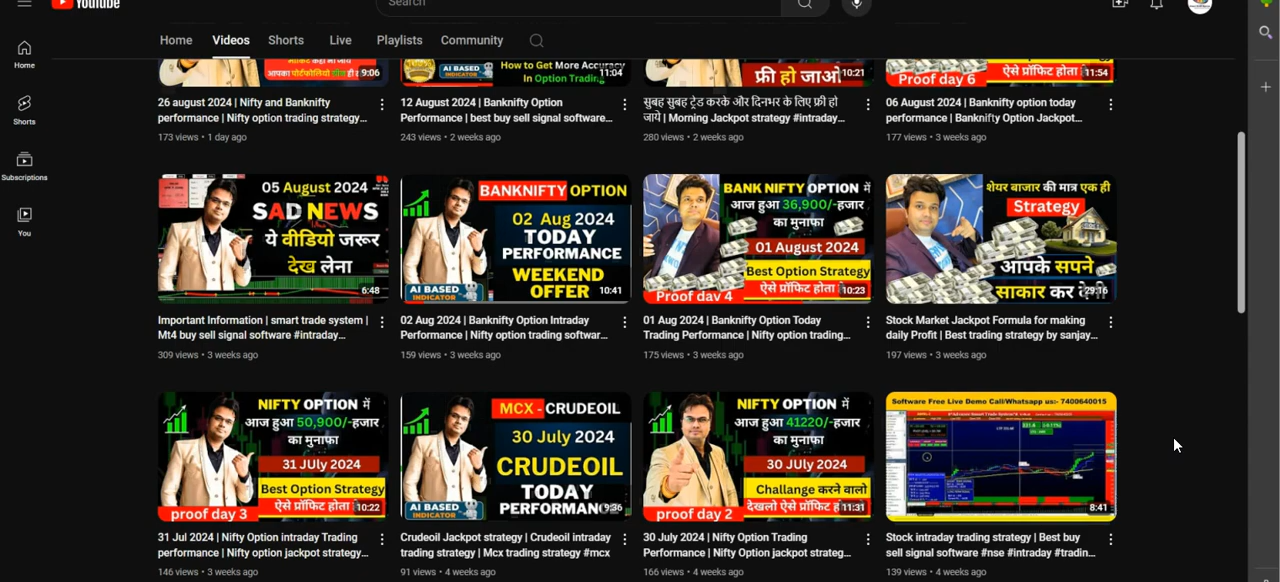 YouTube
Search
Home
Videos
Shorts
Live
Playlists
Community
Home
Shorts
Subscriptions
You
आपका पोर्टफोलियो
9:06
AI BASED
INDICATOR
How to Get More Accuracy
In Option Trading
11:04
फ्री हो जाओ
10:21
Proof day 6
ऐसे प्रॉफिट होता
11:54
26 august 2024 | Nifty and Banknifty
performance | Nifty option trading strategy...
173 views • 1 day ago
12 August 2024 | Banknifty Option
Performance | best buy sell signal software...
243 views • 2 weeks ago
सुबह सुबह ट्रेड करके और दिनभर के लिए फ्री हो
जाये | Morning Jackpot strategy #intraday...
280 views • 2 weeks ago
06 August 2024 | Banknifty option today
performance | Banknifty Option Jackpot...
177 views • 3 weeks ago
05 August 2024
SAD NEWS
ये वीडियो जरूर
देख लेना
6:48
BANKNIFTY OPTION
02 Aug 2024
TODAY
PERFORMANCE
WEEKEND
OFFER
AI BASED
INDICATOR
10:41
BANK NIFTY OPTION में
आज हुआ 36,900/-हजार
का मुनाफा
01 August 2024
Best Option Strategy
Proof day 4
ऐसे प्रॉफिट होता
10:23
शेयर बाजार की मात्र एक ही
Strategy
आपके सपने
साकार कर देगी
29:16
Important Information | smart trade system |
Mt4 buy sell signal software #intraday...
309 views • 3 weeks ago
02 Aug 2024 | Banknifty Option Intraday
Performance | Nifty option trading softwar...
159 views • 3 weeks ago
01 Aug 2024 | Banknifty Option Today
Trading Performance | Nifty option trading...
175 views • 3 weeks ago
Stock Market Jackpot Formula for making
daily Profit | Best trading strategy by sanjay...
197 views • 3 weeks ago
NIFTY OPTION में
आज हुआ 50,900/-हजार
का मुनाफा
31 JUly 2024
Best Option Strategy
proof day 3
ऐसे प्रॉफिट होता
10:22
MCX - CRUDEOIL
30 July 2024
CRUDEOIL
TODAY
PERFORMAN
AI BASED
INDICATOR
9:36
NIFTY OPTION में
आज हुआ 41220/-हजार
का मुनाफा
30 JUly 2024
Challange करने वालो
proof day 2
देखलो ऐसे प्रॉफिट
11:31
Software Free Live Demo Call/Whatsapp us:- 7400640015
8:41
31 Jul 2024 | Nifty Option intraday Trading
performance | Nifty option jackpot strategy...
146 views • 3 weeks ago
Crudeoil Jackpot strategy | Crudeoil intraday
trading strategy | Mcx trading strategy #mcx
91 views • 4 weeks ago
30 July 2024 | Nifty Option Trading
Performance | Nifty Option jackpot strateg...
166 views • 4 weeks ago
Stock intraday trading strategy | Best buy
sell signal software #nse #intraday #tradin...
139 views • 4 weeks ago